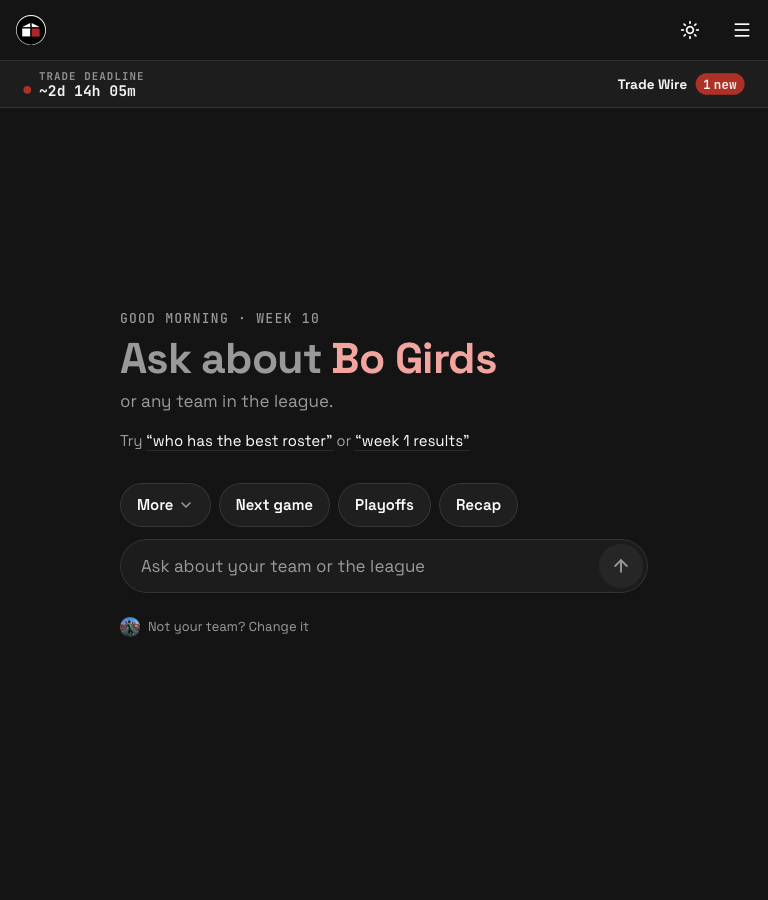 TRADE DEADLINE
~2d 14h 05m
Trade Wire 1 new
GOOD MORNING · WEEK 10
Ask about Bo Girds
or any team in the league.
Try “who has the best roster” or “week 1 results”
More Next game Playoffs Recap
Ask about your team or the league
Not your team? Change it